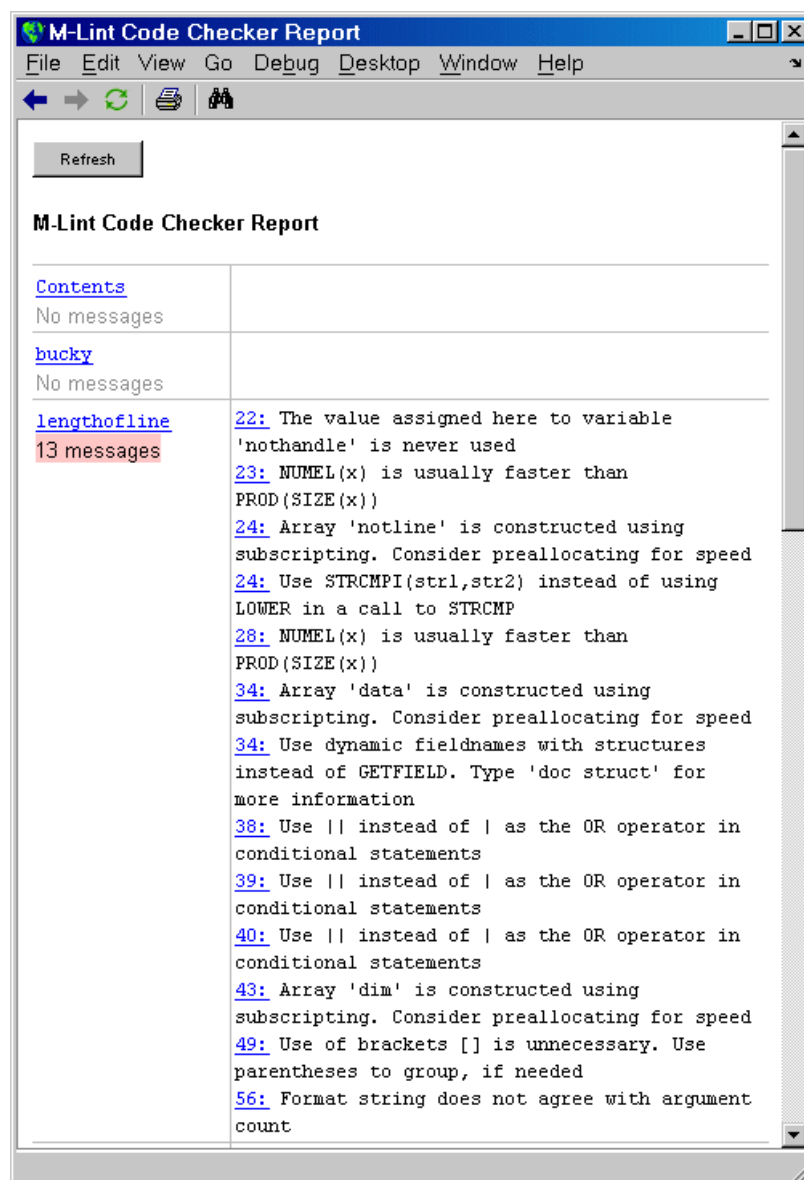 M-Lint Code Checker Report
File Edit View Go Debug Desktop Window Help
Refresh
M-Lint Code Checker Report
Contents
No messages
bucky
No messages
lengthofline
13 messages
22: The value assigned here to variable
'nothandle' is never used
23: NUMEL(x) is usually faster than
PROD(SIZE(x))
24: Array 'notline' is constructed using
subscripting. Consider preallocating for speed
24: Use STRCMPI(str1,str2) instead of using
LOWER in a call to STRCMP
28: NUMEL(x) is usually faster than
PROD(SIZE(x))
34: Array 'data' is constructed using
subscripting. Consider preallocating for speed
34: Use dynamic fieldnames with structures
instead of GETFIELD. Type 'doc struct' for
more information
38: Use || instead of | as the OR operator in
conditional statements
39: Use || instead of | as the OR operator in
conditional statements
40: Use || instead of | as the OR operator in
conditional statements
43: Array 'dim' is constructed using
subscripting. Consider preallocating for speed
49: Use of brackets [] is unnecessary. Use
parentheses to group, if needed
56: Format string does not agree with argument
count